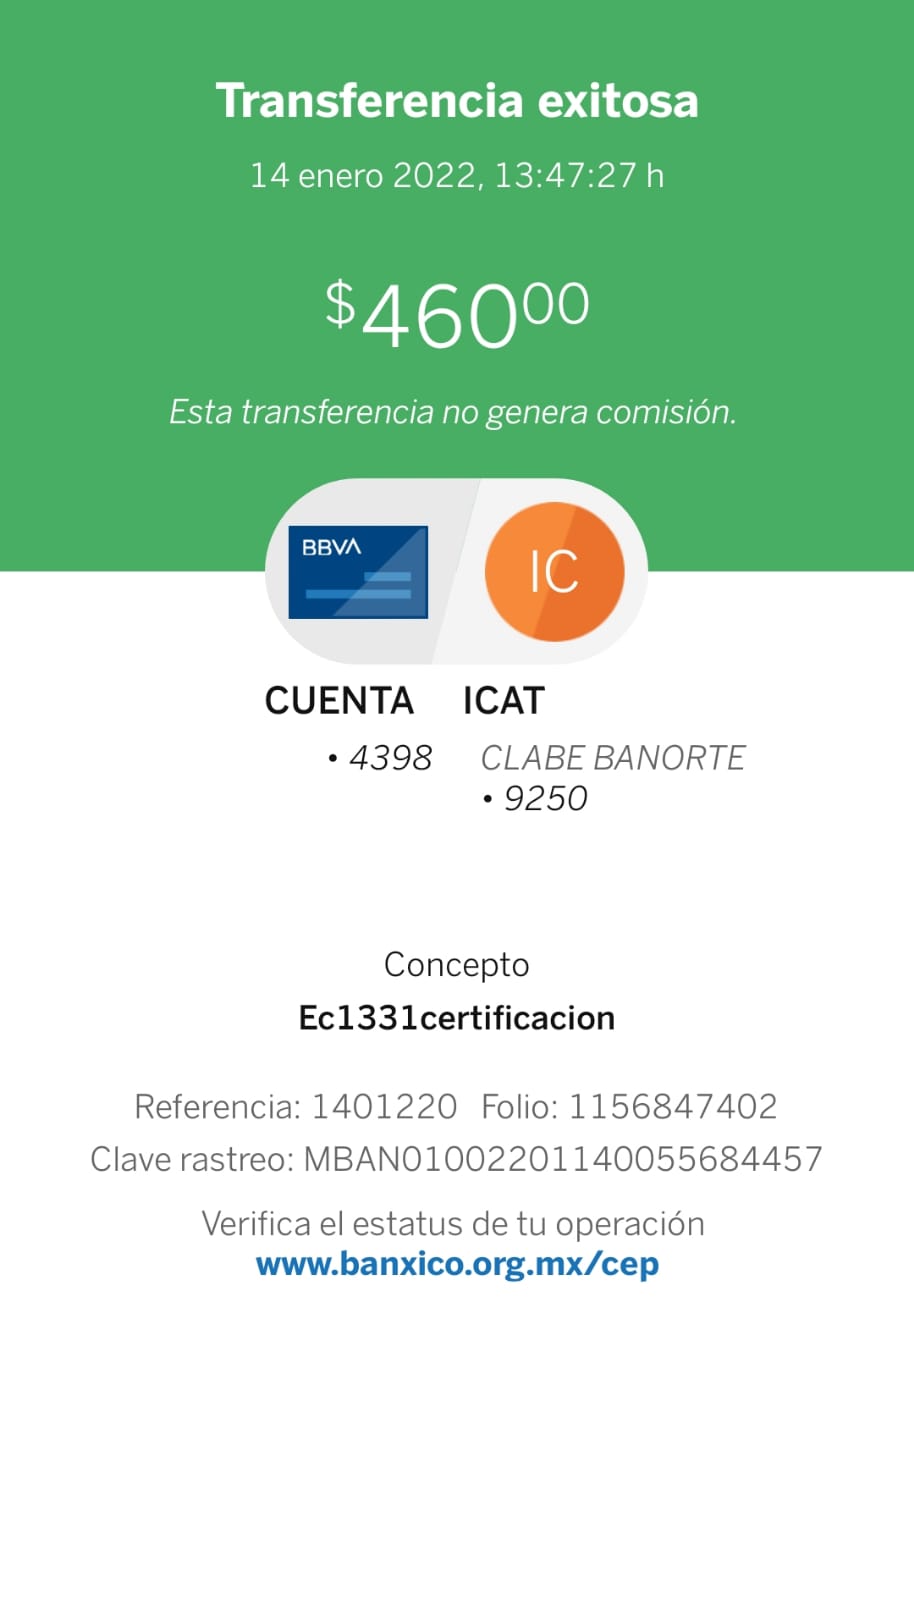 Transferencia exitosa
14 enero 2022, 13:47:27 h
$460⁰⁰
Esta transferencia no genera comisión.
BBVA
IC
CUENTA ICAT
• 4398 CLABE BANORTE
• 9250
Concepto
Ec1331certificacion
Referencia: 1401220 Folio: 1156847402
Clave rastreo: MBAN01002201140055684457
Verifica el estatus de tu operación
www.banxico.org.mx/cep